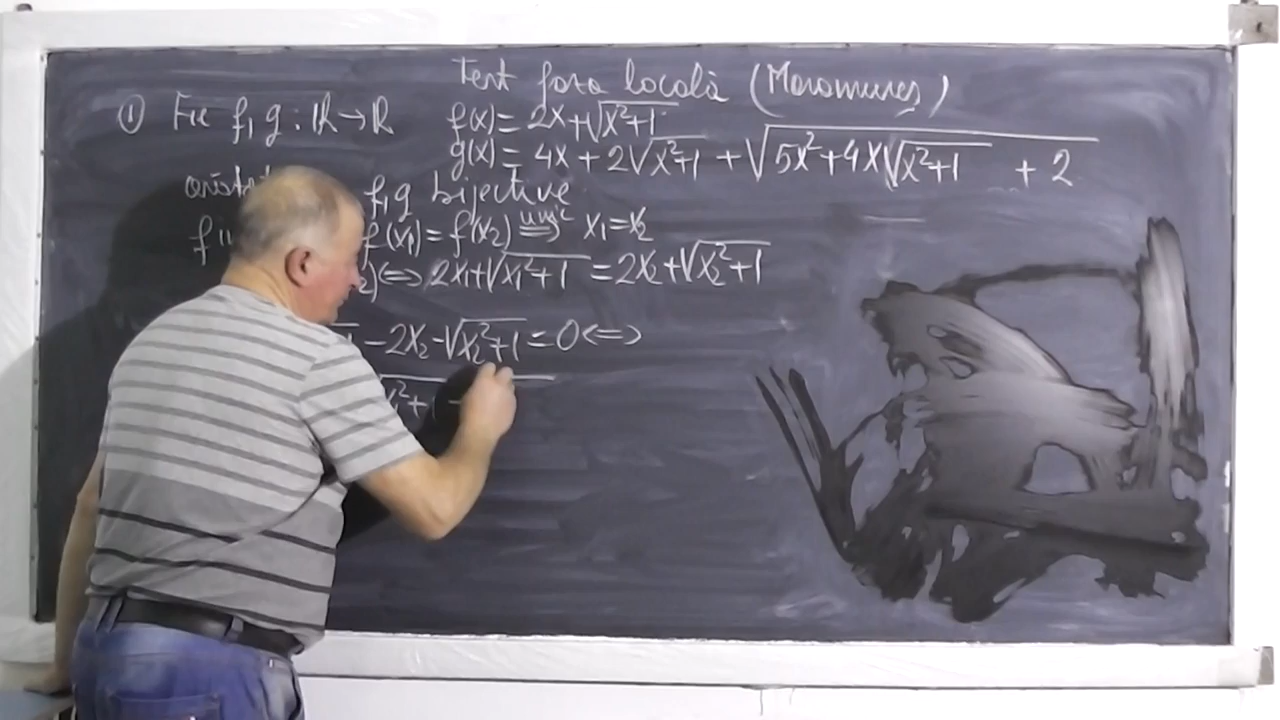 Test faza locală (Maramureș)
① Fie f, g : ℝ→ℝ f(x) = 2x+√(x²+1)
g(x) = 4x + 2√(x²+1) + √(5x²+4x√(x²+1) + 2)
f, g bijective
f(x₁) = f(x₂) ⟹ x₁=x₂
₂) ⇔ 2x₁+√(x₁²+1) = 2x₂+√(x₂²+1)
-2x₂-√(x₂²+1) = 0 ⇔